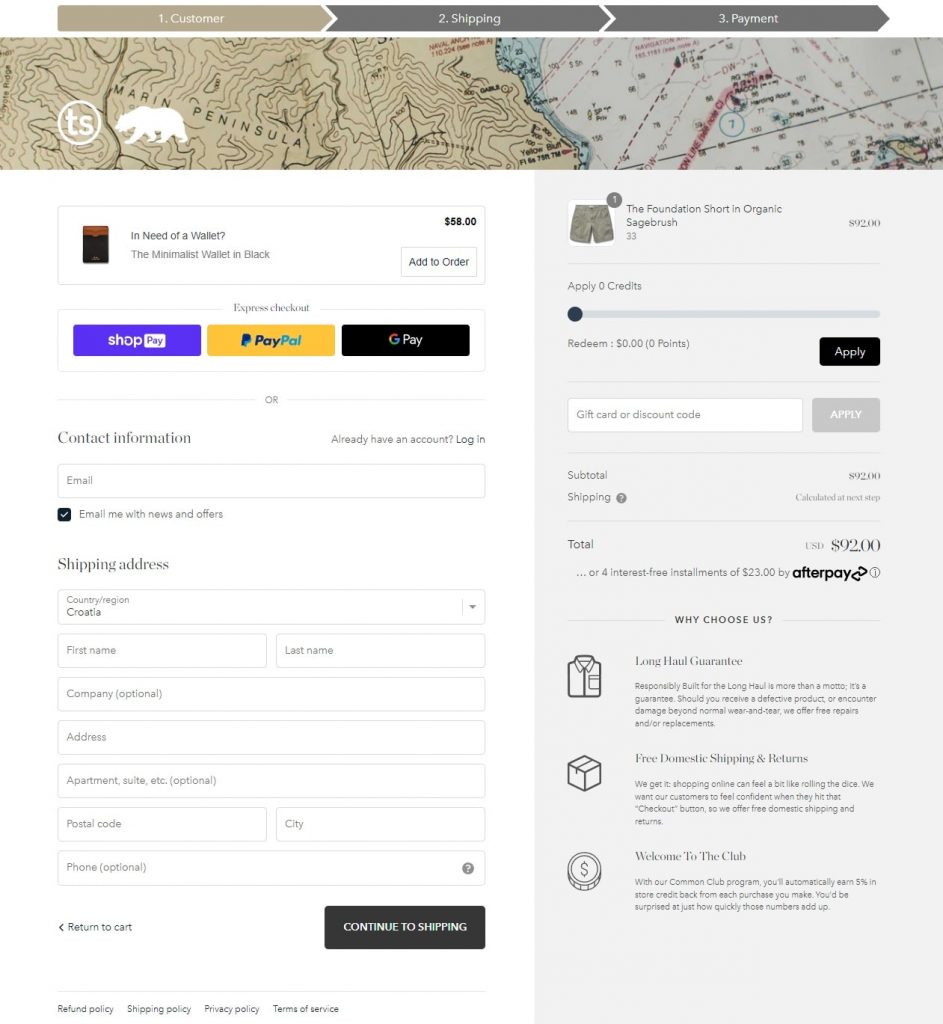 1. Customer
2. Shipping
3. Payment
MARIN PENINSULA
ts
Yellow Bluff
Fl 6s 75ft 7M
Harding Rock
In Need of a Wallet?
The Minimalist Wallet in Black
$58.00
Add to Order
Express checkout
shop Pay
PayPal
G Pay
OR
Contact information
Already have an account? Log in
Email
Email me with news and offers
Shipping address
Country/region
Croatia
First name
Last name
Company (optional)
Address
Apartment, suite, etc. (optional)
Postal code
City
Phone (optional)
Return to cart
CONTINUE TO SHIPPING
Refund policy
Shipping policy
Privacy policy
Terms of service
1
The Foundation Short in Organic
Sagebrush
33
$92.00
Apply 0 Credits
Redeem : $0.00 (0 Points)
Apply
Gift card or discount code
APPLY
Subtotal
$92.00
Shipping
Calculated at next step
Total
USD $92.00
... or 4 interest-free installments of $23.00 by afterpay
WHY CHOOSE US?
Long Haul Guarantee
Responsibly Built for the Long Haul is more than a motto; it's a
guarantee. Should you receive a defective product, or encounter
damage beyond normal wear-and-tear, we offer free repairs
and/or replacements.
Free Domestic Shipping & Returns
We get it: shopping online can feel a bit like rolling the dice. We
want our customers to feel confident when they hit that
"Checkout" button, so we offer free domestic shipping and
returns.
Welcome To The Club
With our Common Club program, you'll automatically earn 5% in
store credit back from each purchase you make. You'd be
surprised at just how quickly those numbers add up.